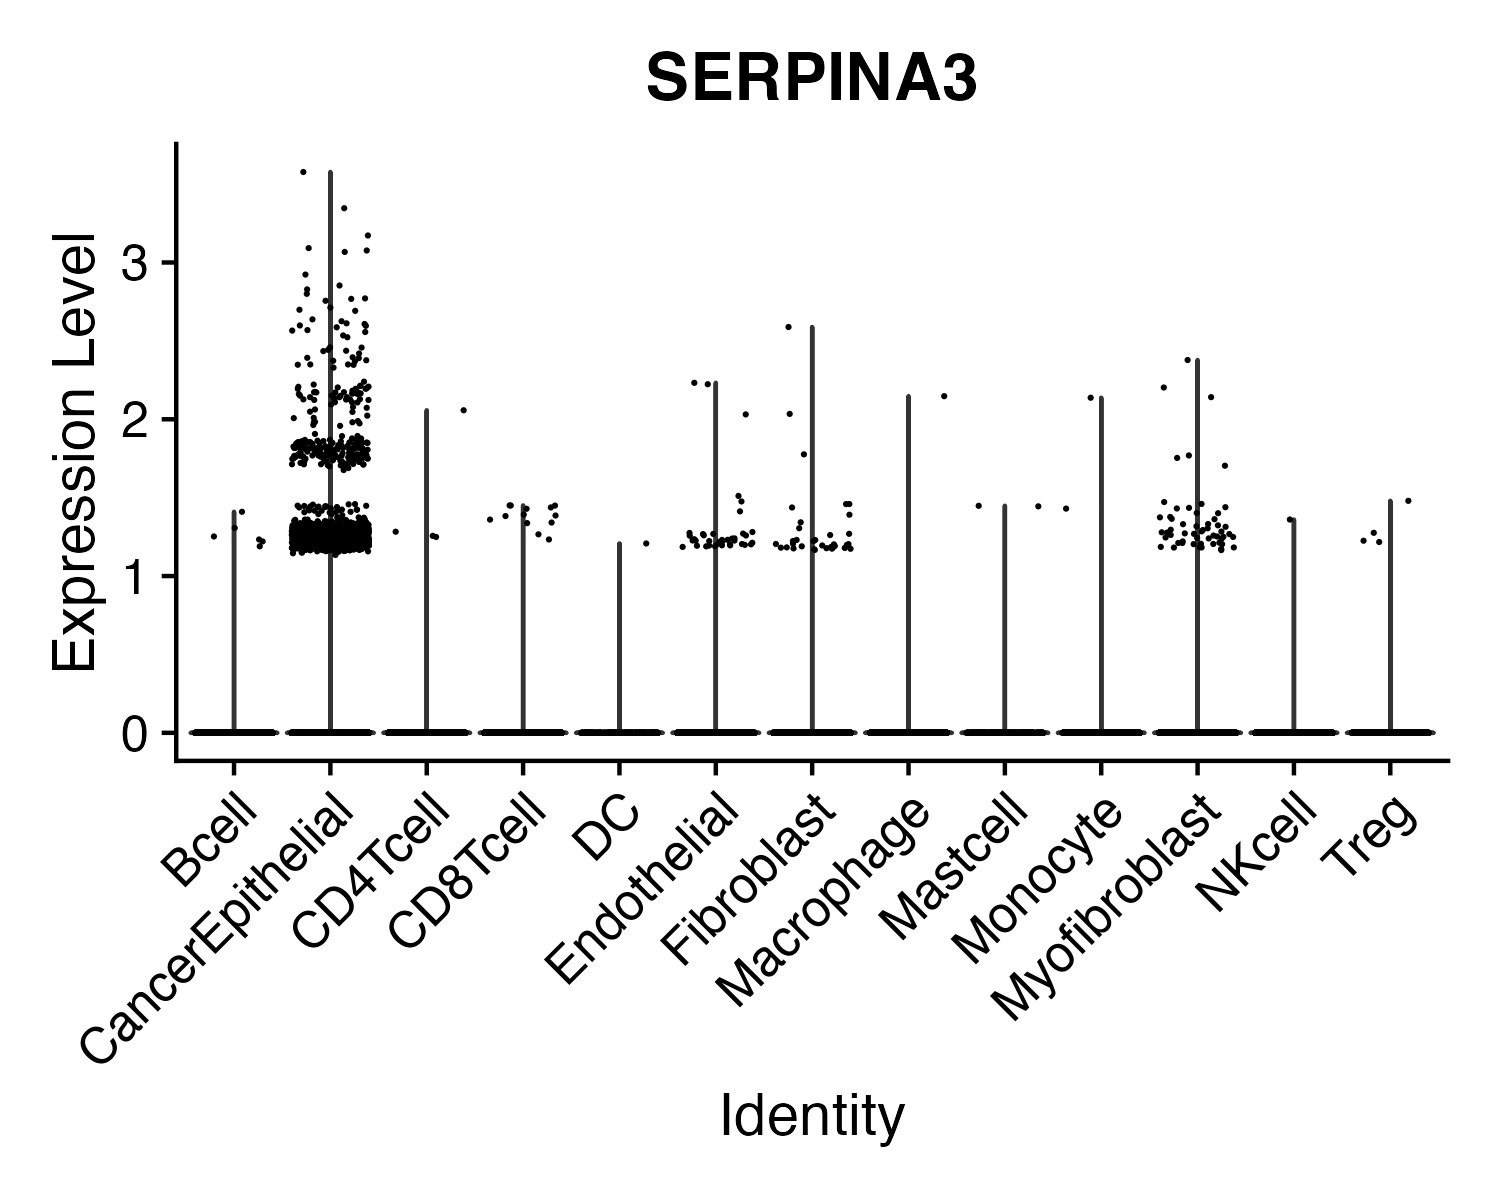 SERPINA3
Expression Level
3
2
1
0
Bcell
CancerEpithelial
CD4Tcell
CD8Tcell
DC
Endothelial
Fibroblast
Macrophage
Mastcell
Monocyte
Myofibroblast
NKcell
Treg
Identity